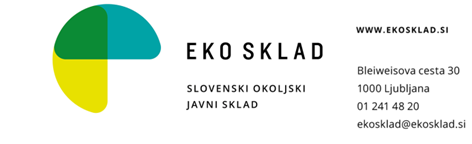 EKO SKLAD
SLOVENSKI OKOLJSKI
JAVNI SKLAD
WWW.EKOSKLAD.SI
Bleiweisova cesta 30
1000 Ljubljana
01 241 48 20
ekosklad@ekosklad.si